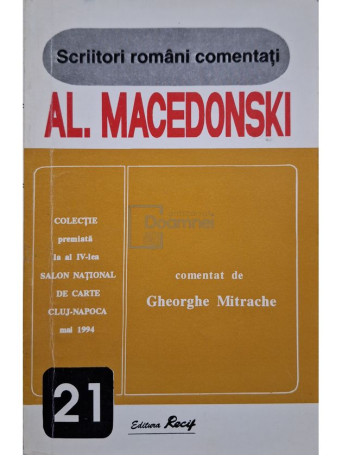 Scriitori români comentați
AL. MACEDONSKI
COLECȚIE
premiată
la al IV-lea
SALON NAȚIONAL
DE CARTE
CLUJ-NAPOCA
mai 1994
comentat de
Gheorghe Mitrache
21
Editura Recif